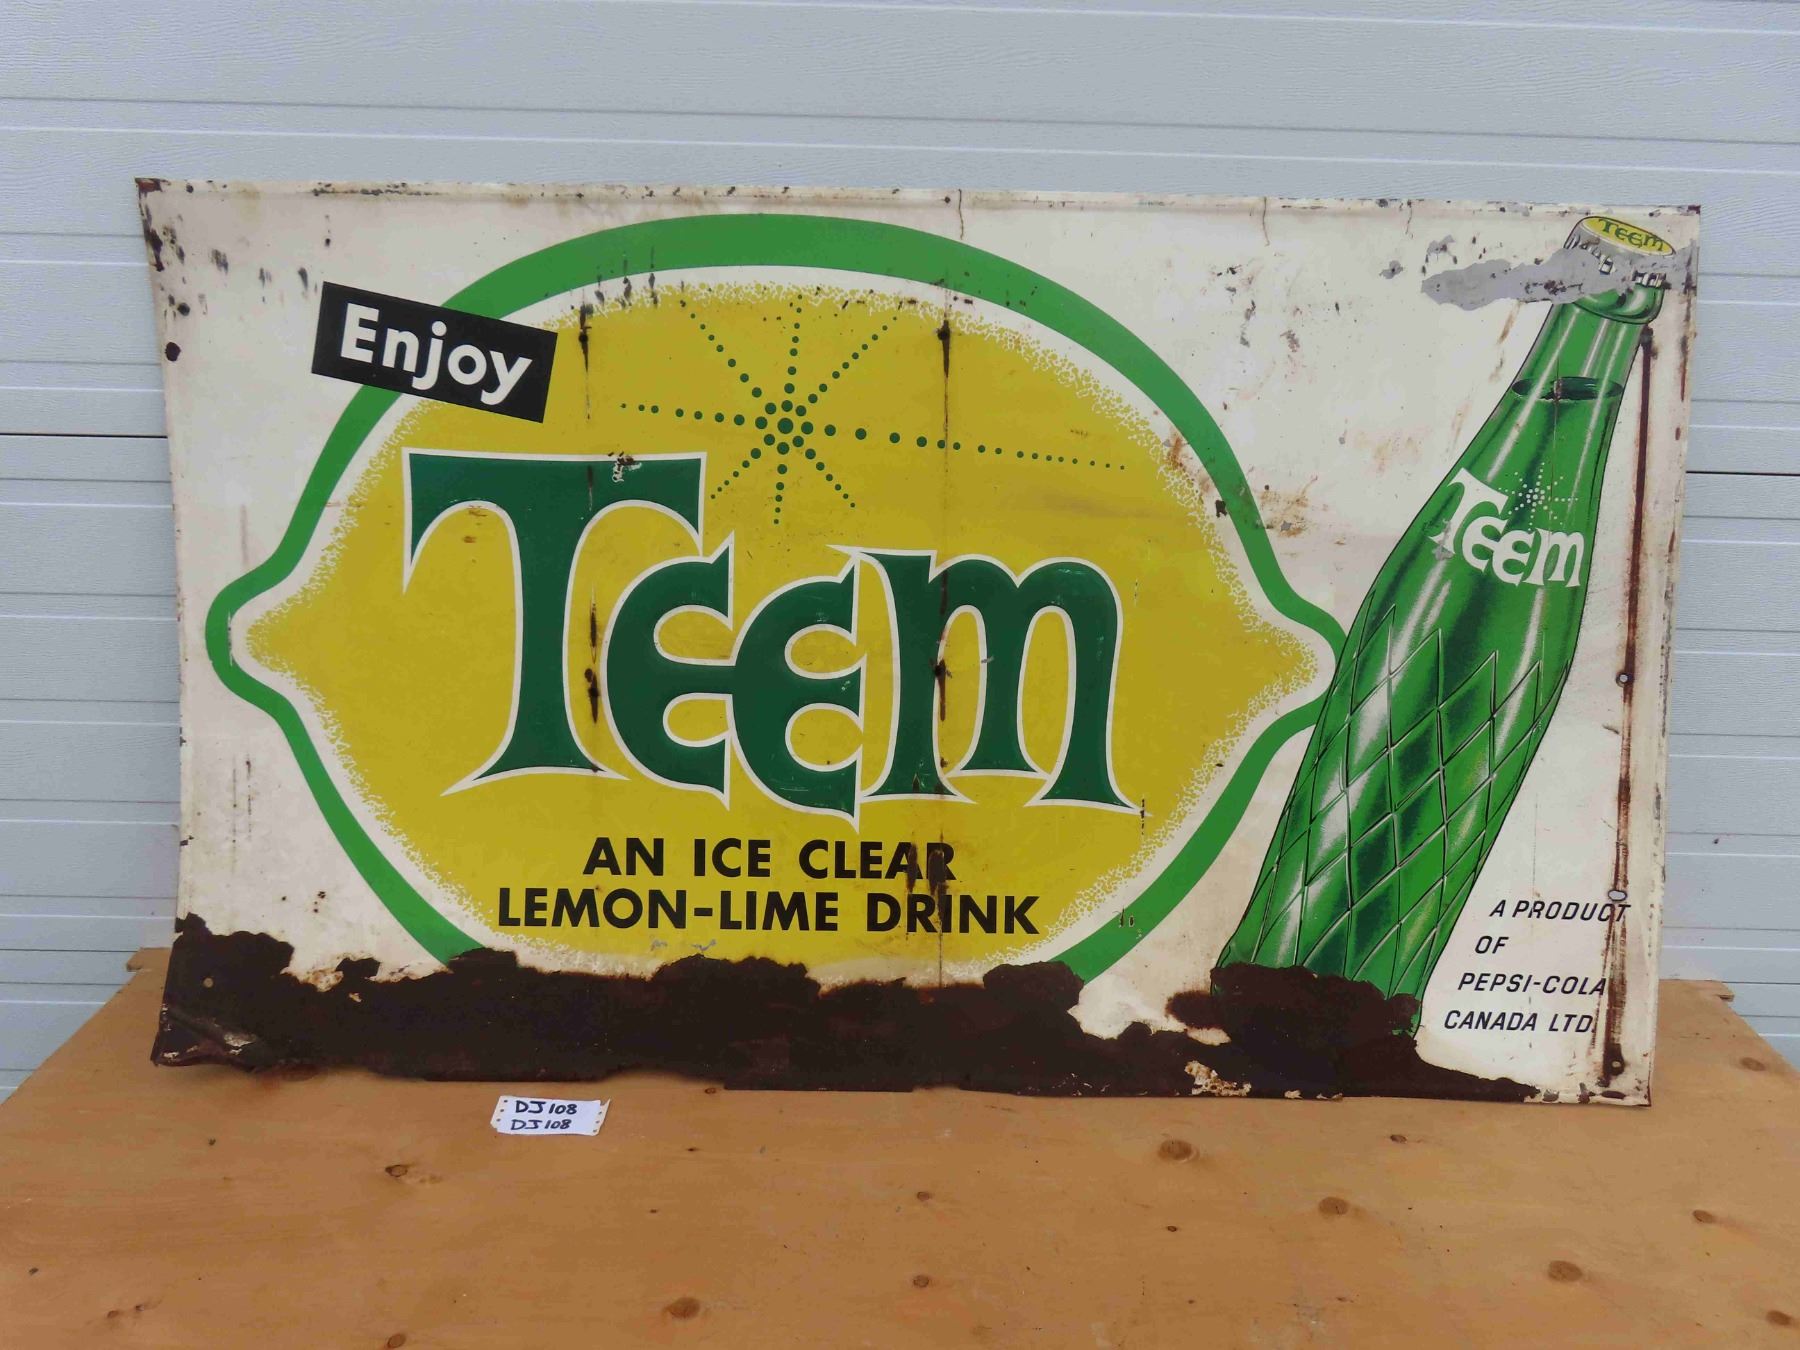 Enjoy
Teem
AN ICE CLEAR
LEMON-LIME DRINK
Teem
Teem
A PRODUCT
OF
PEPSI-COLA
CANADA LTD.
DJ108
DJ108